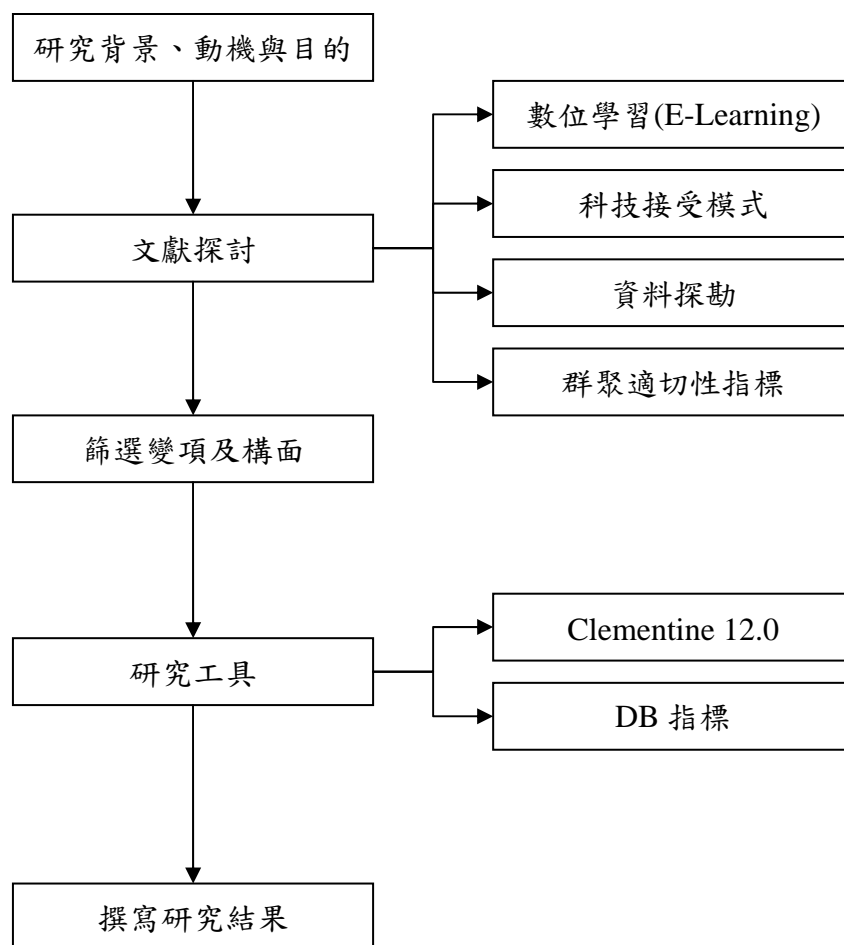 研究背景、動機與目的
數位學習(E-Learning)
科技接受模式
文獻探討
資料探勘
群聚適切性指標
篩選變項及構面
Clementine 12.0
研究工具
DB 指標
撰寫研究結果